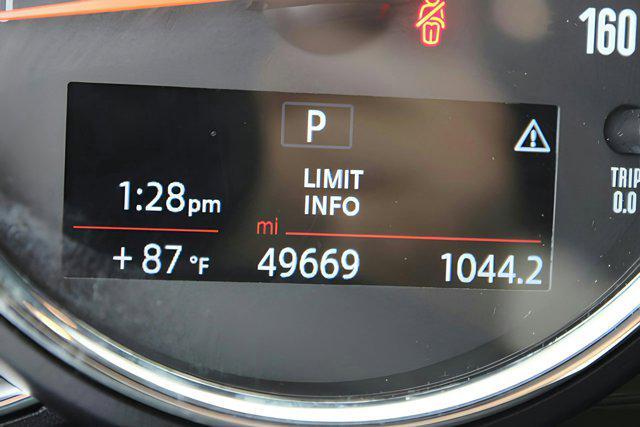 160
P
LIMIT
INFO
1:28pm
mi
+ 87 °F
49669
1044.2
TRIP
0.0